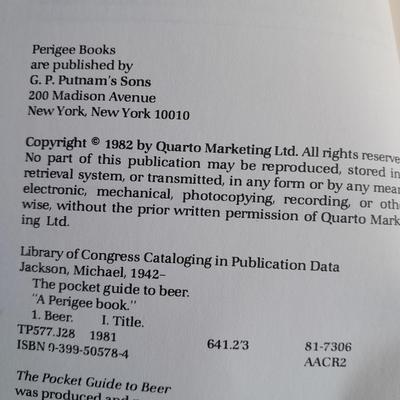 Perigee Books
are published by
G. P. Putnam's Sons
200 Madison Avenue
New York, New York 10010
Copyright © 1982 by Quarto Marketing Ltd. All rights reserve
No part of this publication may be reproduced, stored in
retrieval system, or transmitted, in any form or by any mean
electronic, mechanical, photocopying, recording, or othe
wise, without the prior written permission of Quarto Mark
ing Ltd.
Library of Congress Cataloging in Publication Data
Jackson, Michael, 1942–
The pocket guide to beer.
"A Perigee book."
1. Beer. I. Title.
TP577.J28 1981 641.2'3 81-7306
ISBN 0-399-50578-4 AACR2
The Pocket Guide to Beer
was produced and